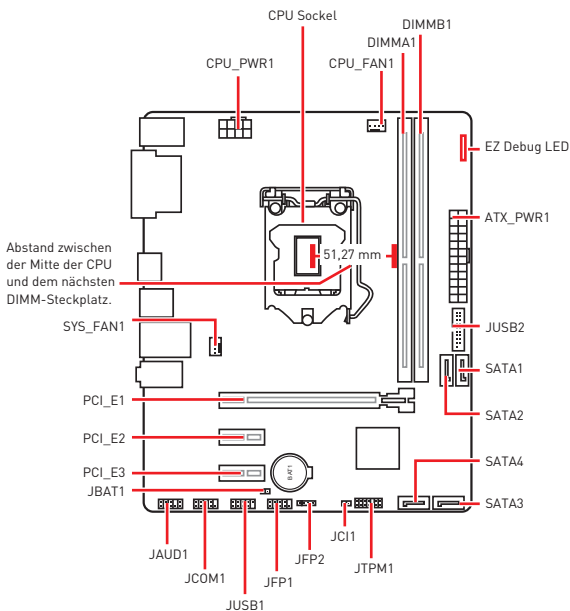 CPU Sockel
DIMMB1
DIMMA1
CPU_PWR1
CPU_FAN1
EZ Debug LED
ATX_PWR1
Abstand zwischen
der Mitte der CPU
und dem nächsten
DIMM-Steckplatz.
51,27 mm
SYS_FAN1
JUSB2
SATA1
SATA2
PCI_E1
PCI_E2
PCI_E3
BAT1
SATA4
JBAT1
SATA3
JAUD1
JCOM1
JUSB1
JFP1
JFP2
JCI1
JTPM1